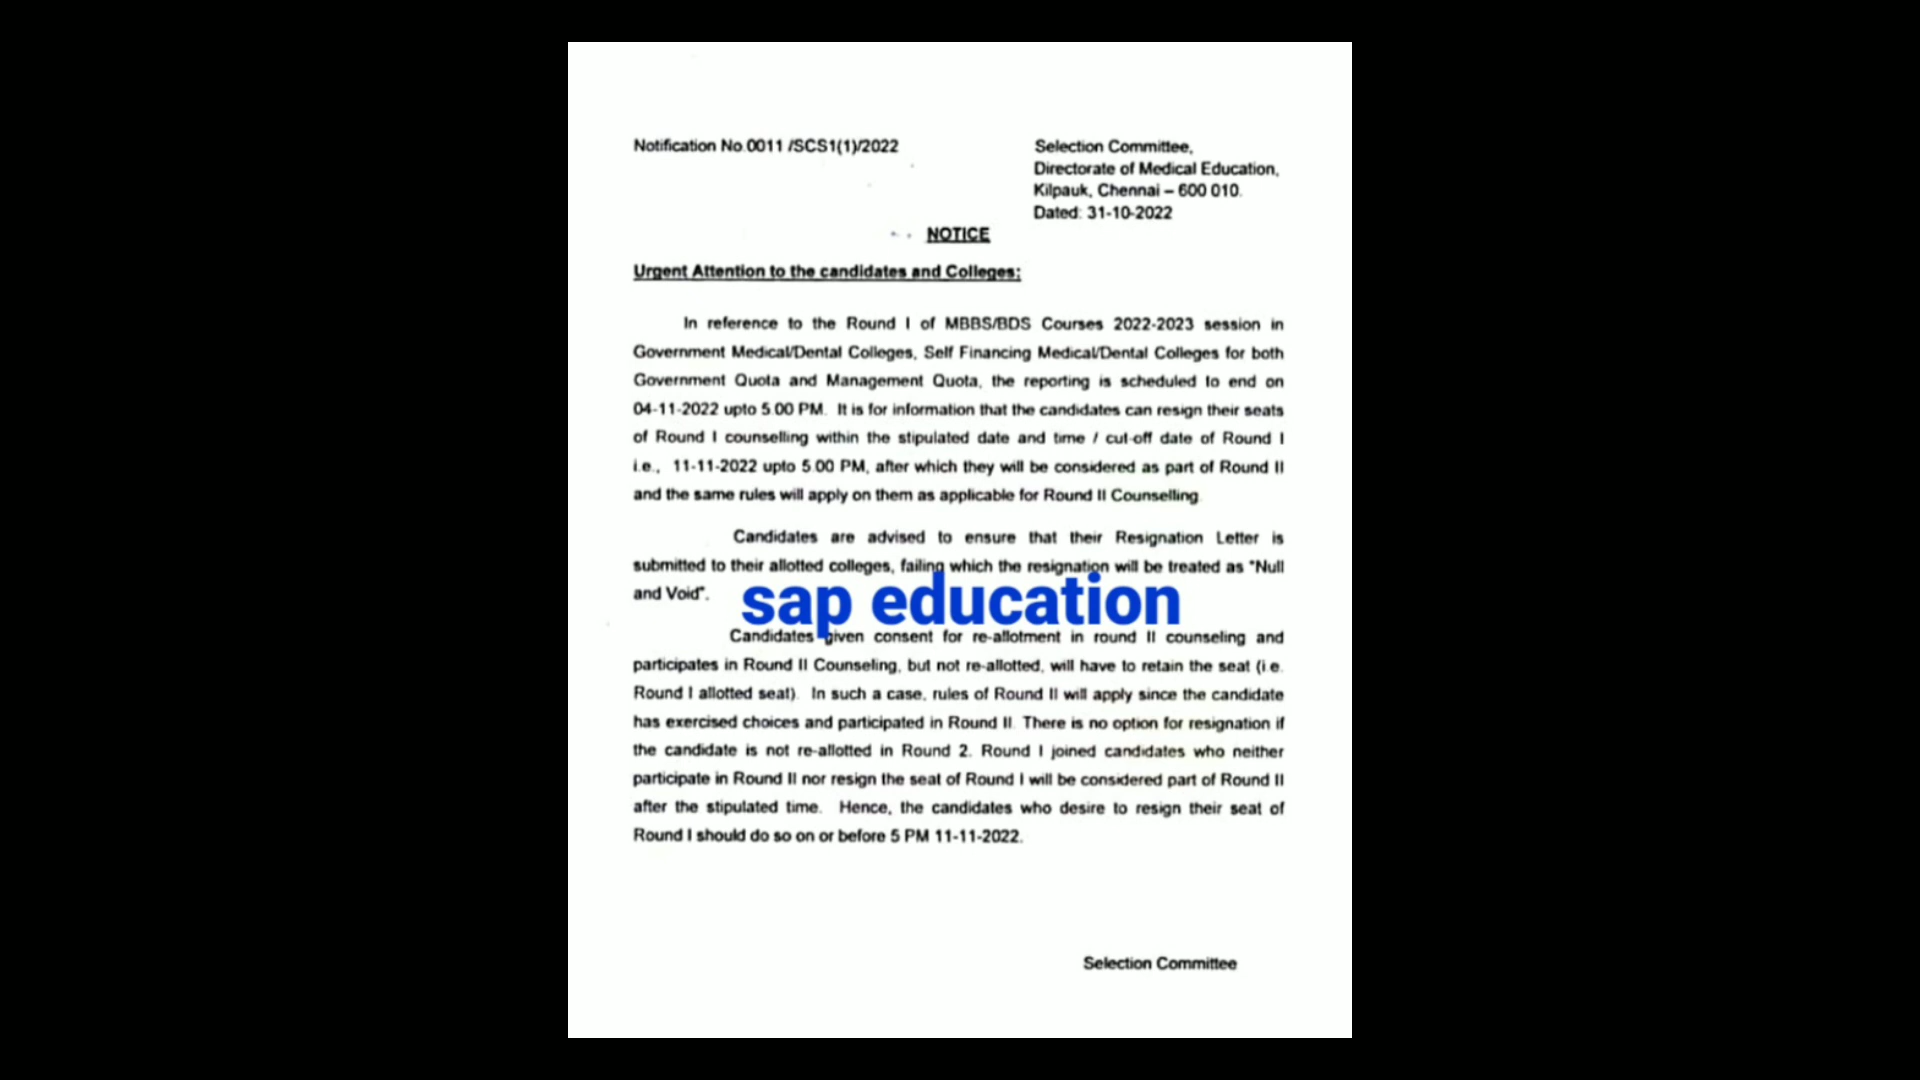 Notification No.0011 /SCS1(1)/2022
Selection Committee,
Directorate of Medical Education,
Kilpauk, Chennai – 600 010.
Dated: 31-10-2022
NOTICE
Urgent Attention to the candidates and Colleges:
In reference to the Round I of MBBS/BDS Courses 2022-2023 session in
Government Medical/Dental Colleges, Self Financing Medical/Dental Colleges for both
Government Quota and Management Quota, the reporting is scheduled to end on
04-11-2022 upto 5.00 PM. It is for information that the candidates can resign their seats
of Round I counselling within the stipulated date and time / cut-off date of Round I
i.e., 11-11-2022 upto 5.00 PM, after which they will be considered as part of Round II
and the same rules will apply on them as applicable for Round II Counselling
Candidates are advised to ensure that their Resignation Letter is
submitted to their allotted colleges, failing which the resignation will be treated as "Null
and Void".
sap education
Candidates given consent for re-allotment in round II counseling and
participates in Round II Counseling, but not re-allotted, will have to retain the seat (i.e.
Round I allotted seat). In such a case, rules of Round II will apply since the candidate
has exercised choices and participated in Round II. There is no option for resignation if
the candidate is not re-allotted in Round 2. Round I joined candidates who neither
participate in Round II nor resign the seat of Round I will be considered part of Round II
after the stipulated time. Hence, the candidates who desire to resign their seat of
Round I should do so on or before 5 PM 11-11-2022.
Selection Committee